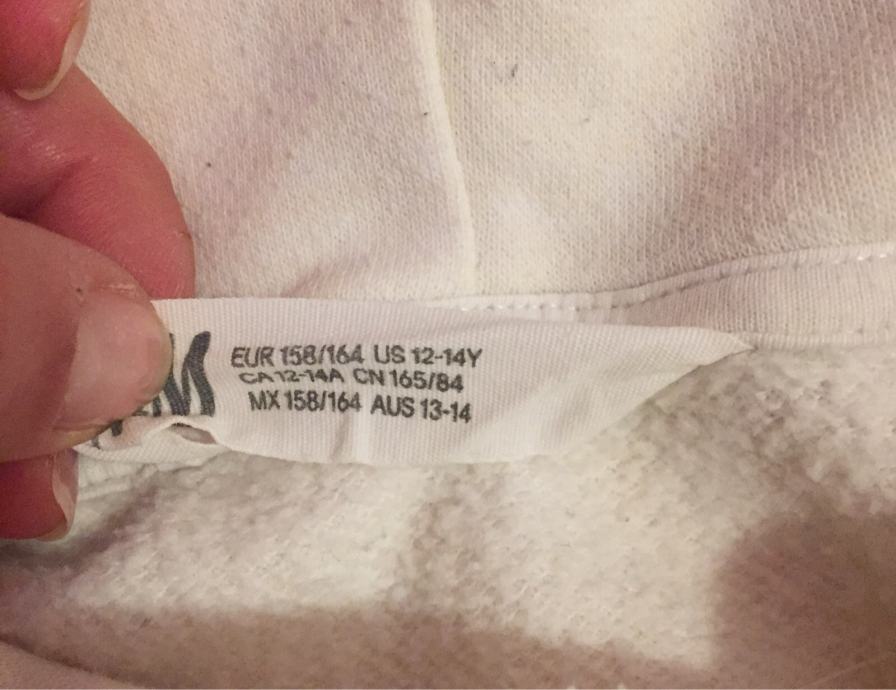 M
EUR 158/164 US 12-14Y
CA 12-14A CN 165/84
MX 158/164 AUS 13-14